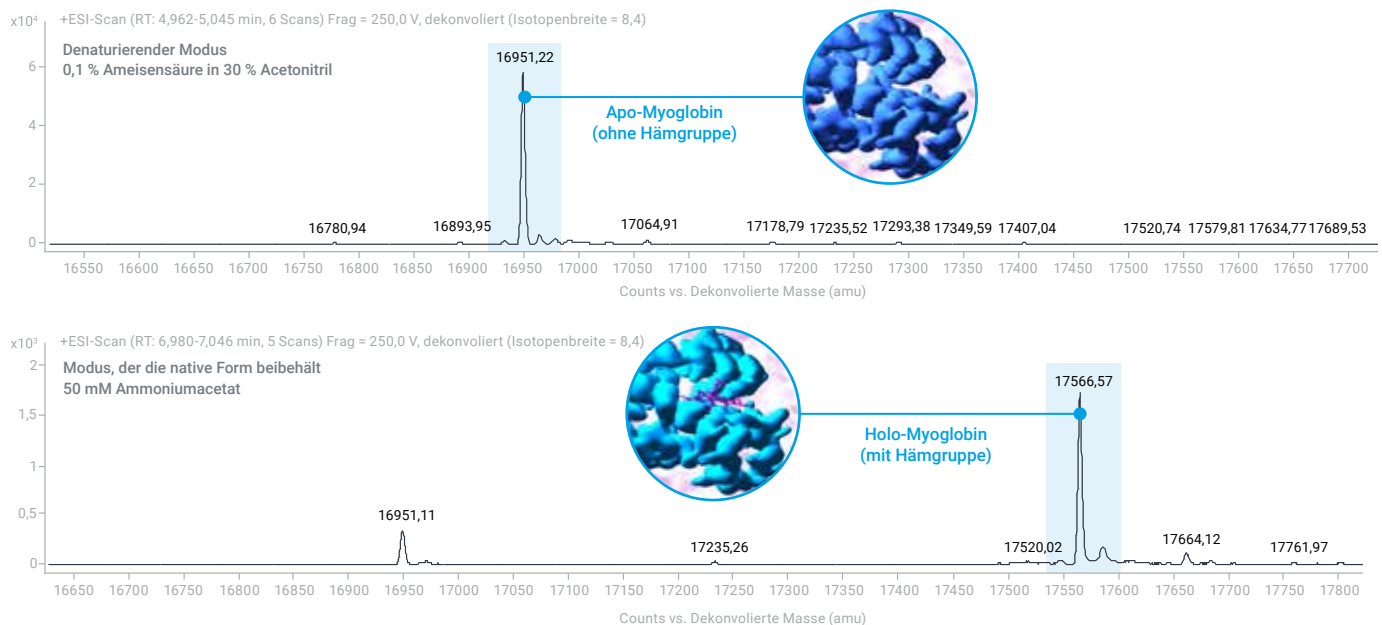 x10⁴
+ESI-Scan (RT: 4,962-5,045 min, 6 Scans) Frag = 250,0 V, dekonvoliert (Isotopenbreite = 8,4)
Denaturierender Modus
0,1 % Ameisensäure in 30 % Acetonitril
6
4
2
0
16951,22
Apo-Myoglobin
(ohne Hämgruppe)
16780,94 16893,95 17064,91 17178,79 17235,52 17293,38 17349,59 17407,04 17520,74 17579,81 17634,77 17689,53
16550 16600 16650 16700 16750 16800 16850 16900 16950 17000 17050 17100 17150 17200 17250 17300 17350 17400 17450 17500 17550 17600 17650 17700
Counts vs. Dekonvolierte Masse (amu)
x10³
+ESI-Scan (RT: 6,980-7,046 min, 5 Scans) Frag = 250,0 V, dekonvoliert (Isotopenbreite = 8,4)
Modus, der die native Form beibehält
50 mM Ammoniumacetat
2
1,5
1
0,5
0
17566,57
Holo-Myoglobin
(mit Hämgruppe)
16951,11 17235,26 17520,02 17664,12 17761,97
16650 16700 16750 16800 16850 16900 16950 17000 17050 17100 17150 17200 17250 17300 17350 17400 17450 17500 17550 17600 17650 17700 17750 17800
Counts vs. Dekonvolierte Masse (amu)